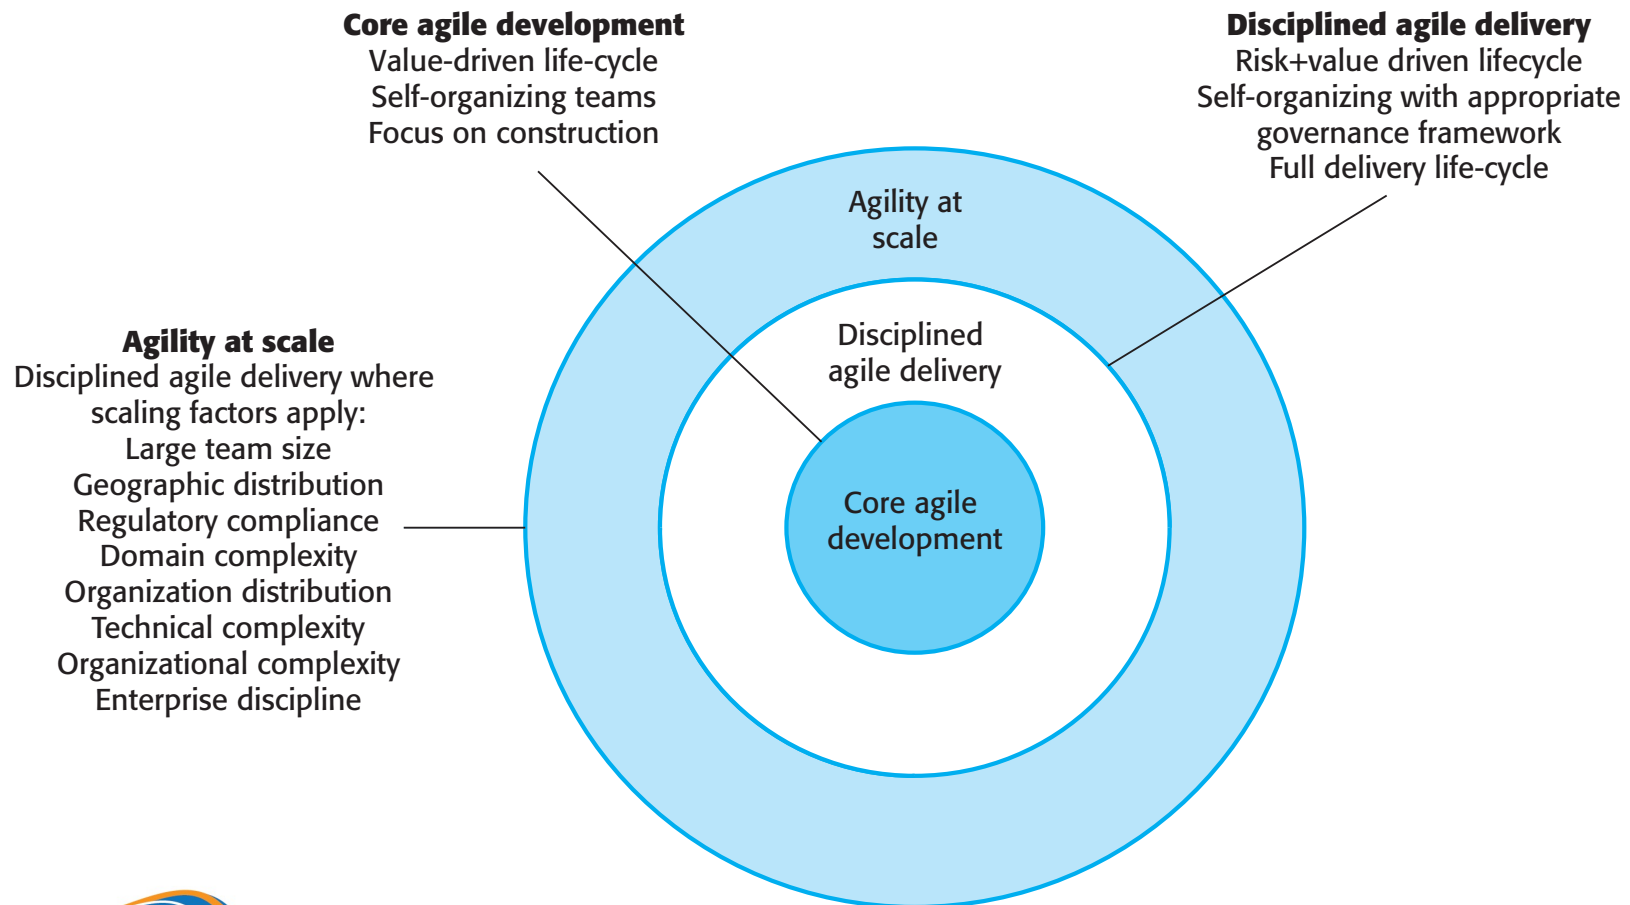 Core agile development
Value-driven life-cycle
Self-organizing teams
Focus on construction
Disciplined agile delivery
Risk+value driven lifecycle
Self-organizing with appropriate
governance framework
Full delivery life-cycle
Agility at scale
Disciplined agile delivery where
scaling factors apply:
Large team size
Geographic distribution
Regulatory compliance
Domain complexity
Organization distribution
Technical complexity
Organizational complexity
Enterprise discipline
Agility at
scale
Disciplined
agile delivery
Core agile
development